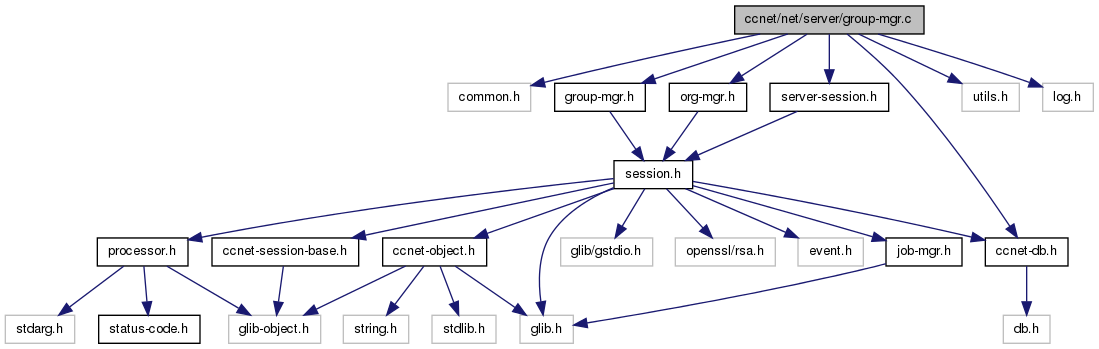 ccnet/net/server/group-mgr.c
common.h
group-mgr.h
org-mgr.h
server-session.h
utils.h
log.h
session.h
processor.h
ccnet-session-base.h
ccnet-object.h
glib/gstdio.h
openssl/rsa.h
event.h
job-mgr.h
ccnet-db.h
stdarg.h
status-code.h
glib-object.h
string.h
stdlib.h
glib.h
db.h